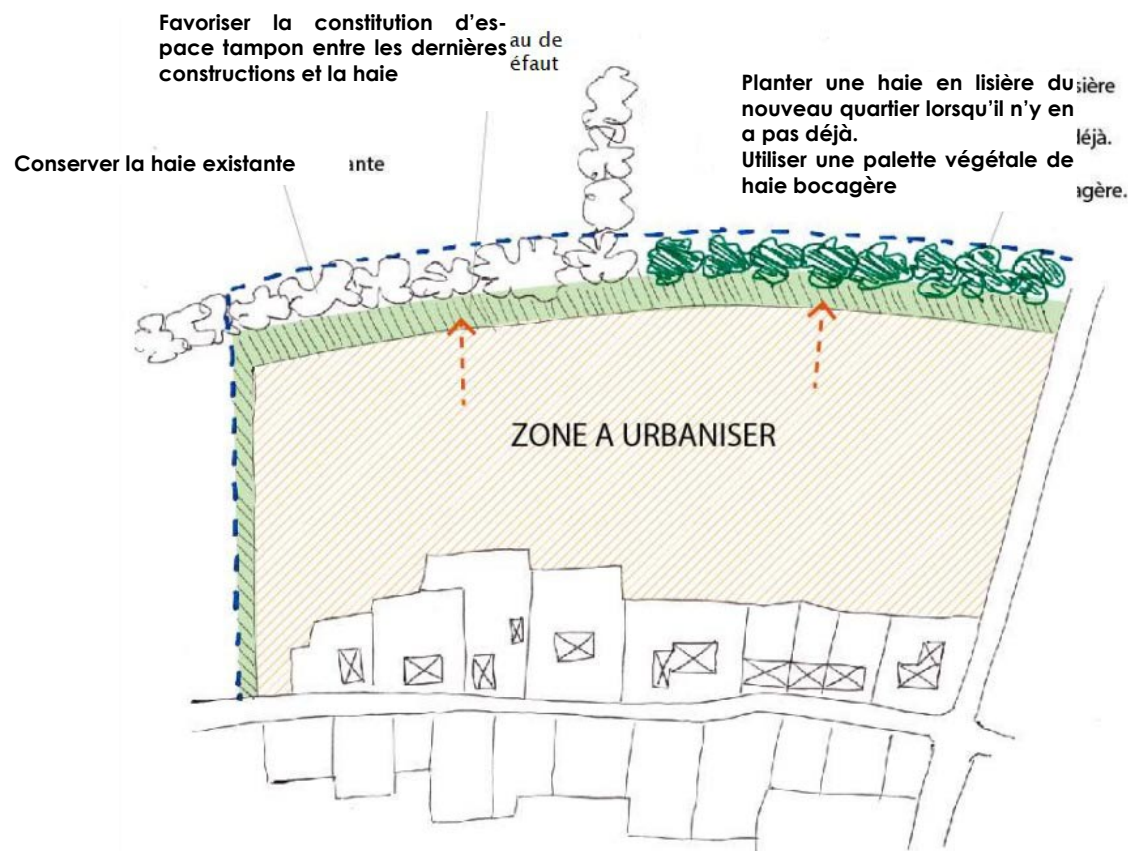 Favoriser la constitution d'es-
pace tampon entre les dernières
constructions et la haie
au de
éfaut
Planter une haie en lisière du
nouveau quartier lorsqu'il n'y en
a pas déjà.
Utiliser une palette végétale de
haie bocagère
sière
déjà.
agère.
Conserver la haie existante
ante
ZONE A URBANISER